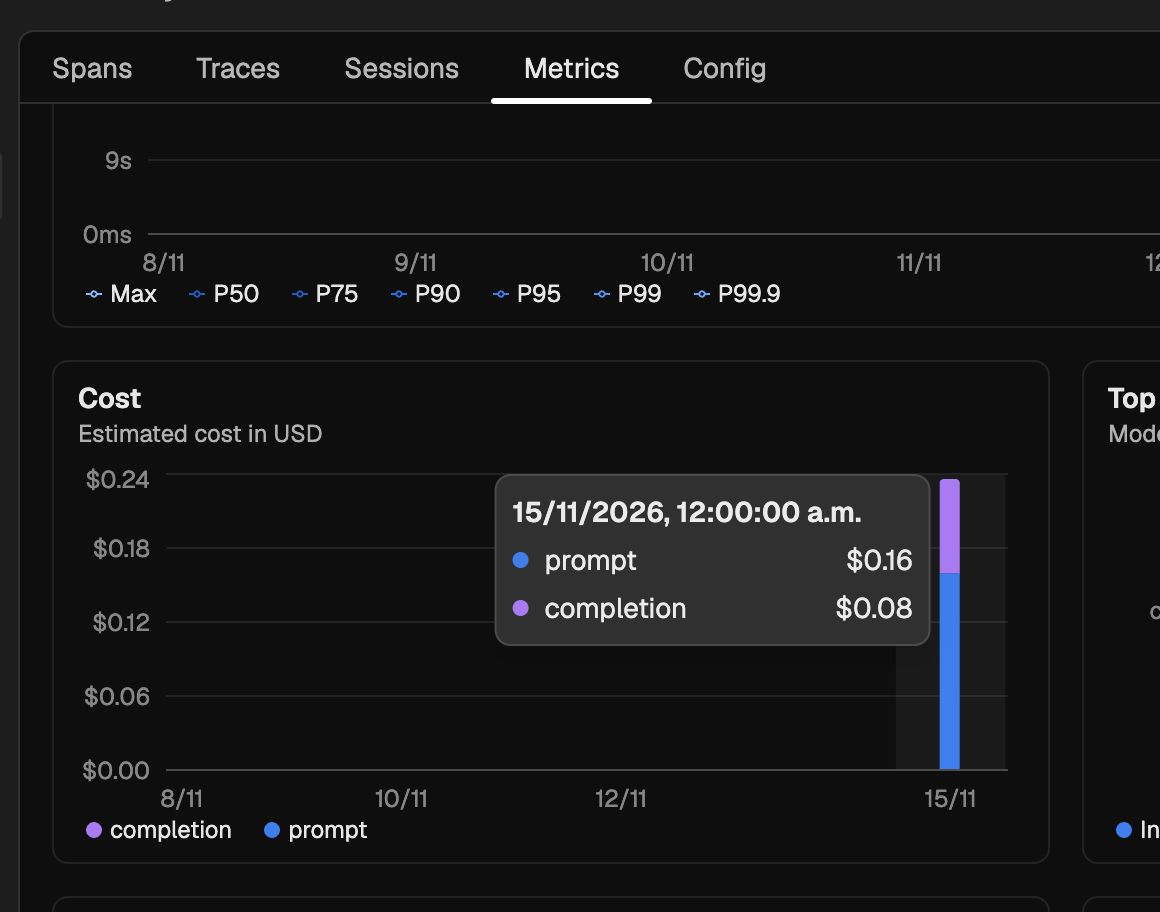 Spans Traces Sessions Metrics Config
9s
0ms
8/11 9/11 10/11 11/11
Max P50 P75 P90 P95 P99 P99.9
Cost
Estimated cost in USD
$0.24
$0.18
$0.12
$0.06
$0.00
15/11/2026, 12:00:00 a.m.
prompt $0.16
completion $0.08
8/11 10/11 12/11 15/11
completion prompt
Top